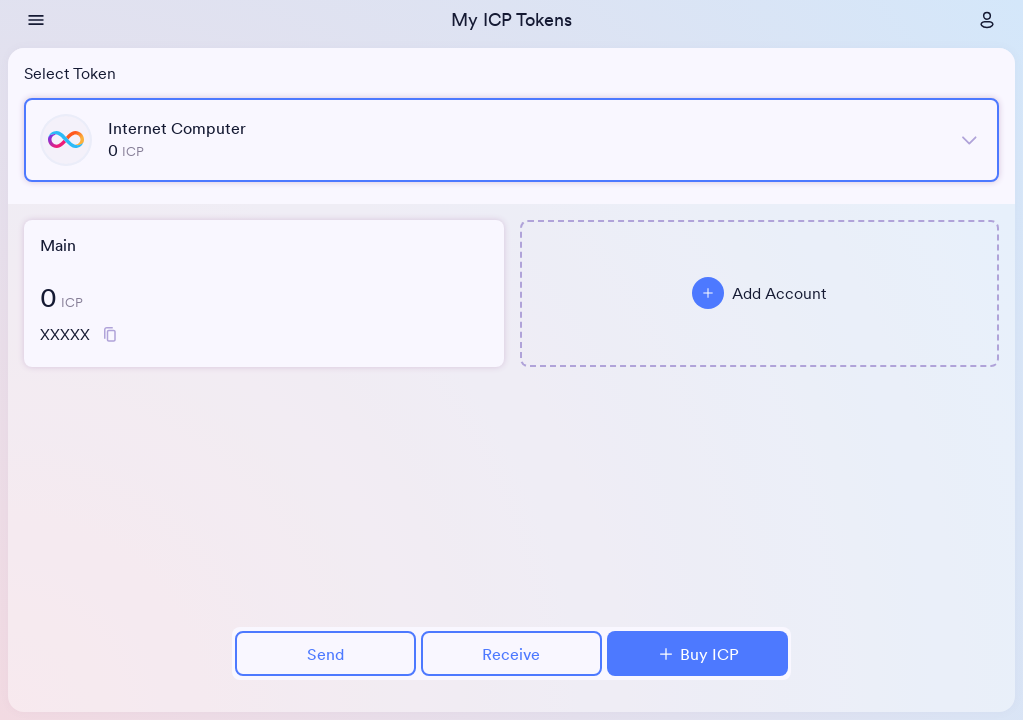 My ICP Tokens
Select Token
Internet Computer
0 ICP
Main
0 ICP
XXXXX
Add Account
Send
Receive
Buy ICP